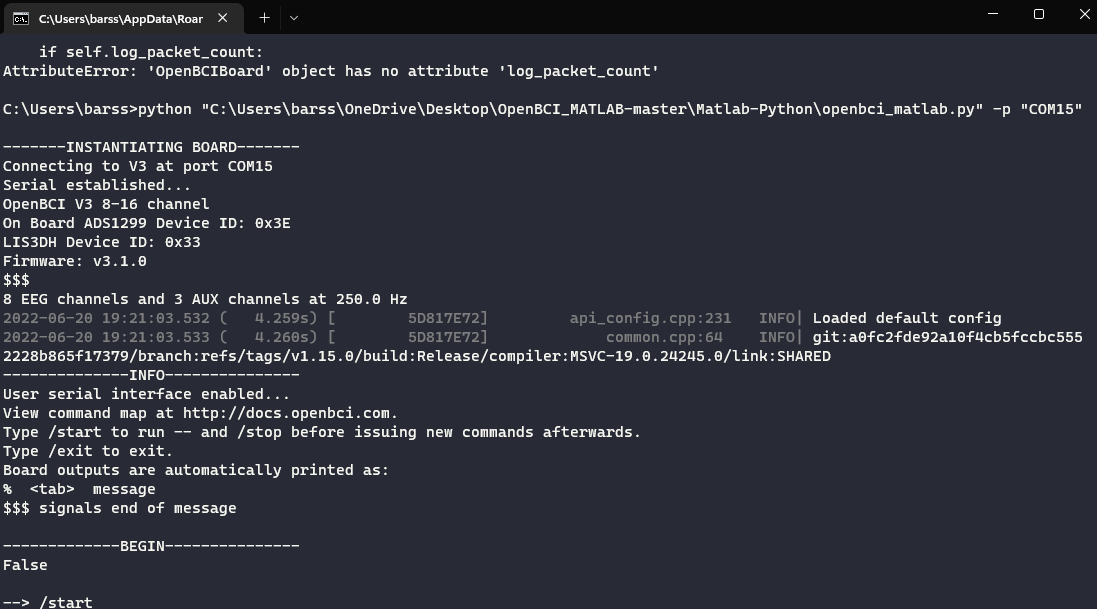 C:\Users\barss\AppData\Roar
if self.log_packet_count:
AttributeError: 'OpenBCIBoard' object has no attribute 'log_packet_count'
C:\Users\barss>python "C:\Users\barss\OneDrive\Desktop\OpenBCI_MATLAB-master\Matlab-Python\openbci_matlab.py" -p "COM15"
-------INSTANTIATING BOARD-------
Connecting to V3 at port COM15
Serial established...
OpenBCI V3 8-16 channel
On Board ADS1299 Device ID: 0x3E
LIS3DH Device ID: 0x33
Firmware: v3.1.0
$$$
8 EEG channels and 3 AUX channels at 250.0 Hz
2022-06-20 19:21:03.532 (   4.259s) [        5D817E72]         api_config.cpp:231   INFO| Loaded default config
2022-06-20 19:21:03.533 (   4.260s) [        5D817E72]             common.cpp:64    INFO| git:a0fc2fde92a10f4cb5fccbc555
2228b865f17379/branch:refs/tags/v1.15.0/build:Release/compiler:MSVC-19.0.24245.0/link:SHARED
--------------INFO---------------
User serial interface enabled...
View command map at http://docs.openbci.com.
Type /start to run -- and /stop before issuing new commands afterwards.
Type /exit to exit.
Board outputs are automatically printed as:
%  <tab>  message
$$$ signals end of message
-------------BEGIN---------------
False
--> /start